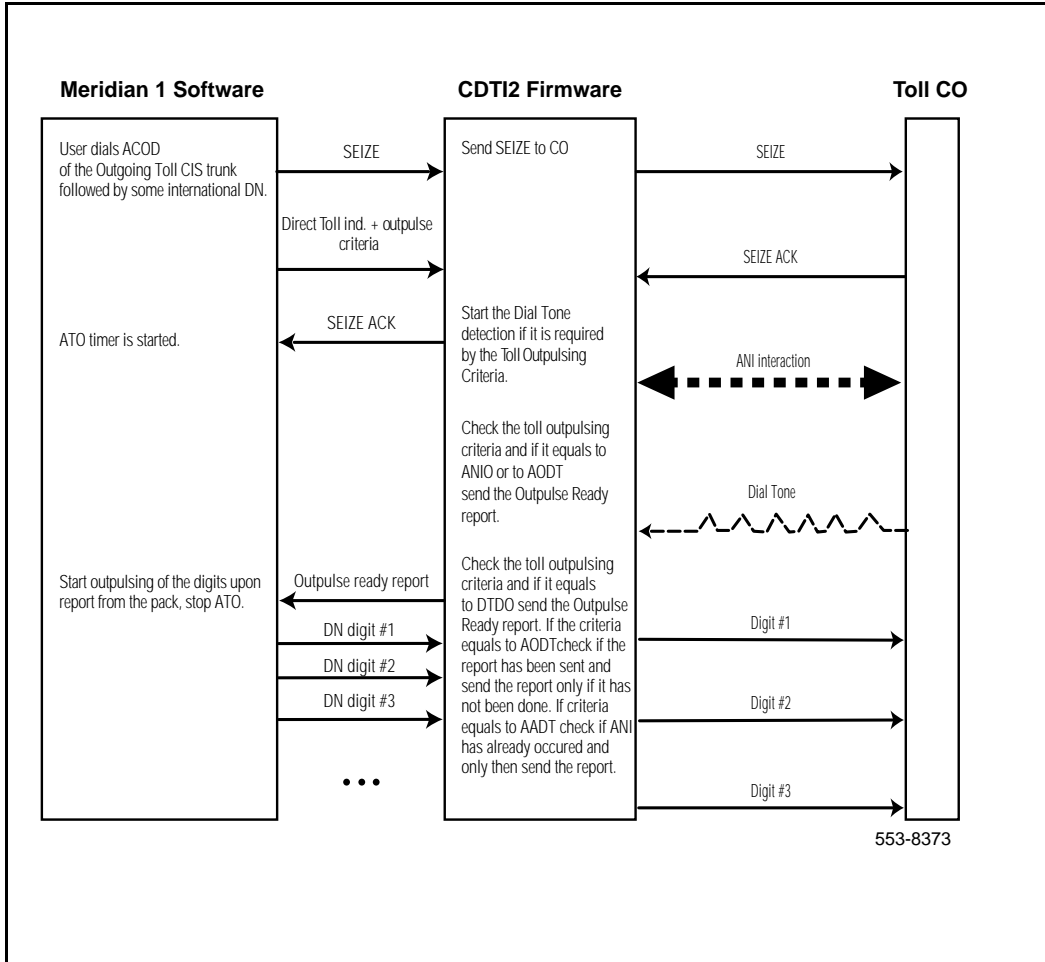 Meridian 1 Software
CDTI2 Firmware
Toll CO
User dials ACOD
of the Outgoing Toll CIS trunk
followed by some international DN.
SEIZE
Send SEIZE to CO
SEIZE
Direct Toll ind. + outpulse
criteria
SEIZE ACK
ATO timer is started.
SEIZE ACK
Start the Dial Tone
detection if it is required
by the Toll Outpulsing
Criteria.
ANI interaction
Check the toll outpulsing
criteria and if it equals to
ANIO or to AODT
send the Outpulse Ready
report.
Dial Tone
Start outpulsing of the digits upon
report from the pack, stop ATO.
Outpulse ready report
DN digit #1
DN digit #2
DN digit #3
Check the toll outpulsing
criteria and if it equals
to DTDO send the Outpulse
Ready report. If the criteria
equals to AODTcheck if the
report has been sent and
send the report only if it has
not been done. If criteria
equals to AADT check if ANI
has already occured and
only then send the report.
Digit #1
Digit #2
Digit #3
553-8373